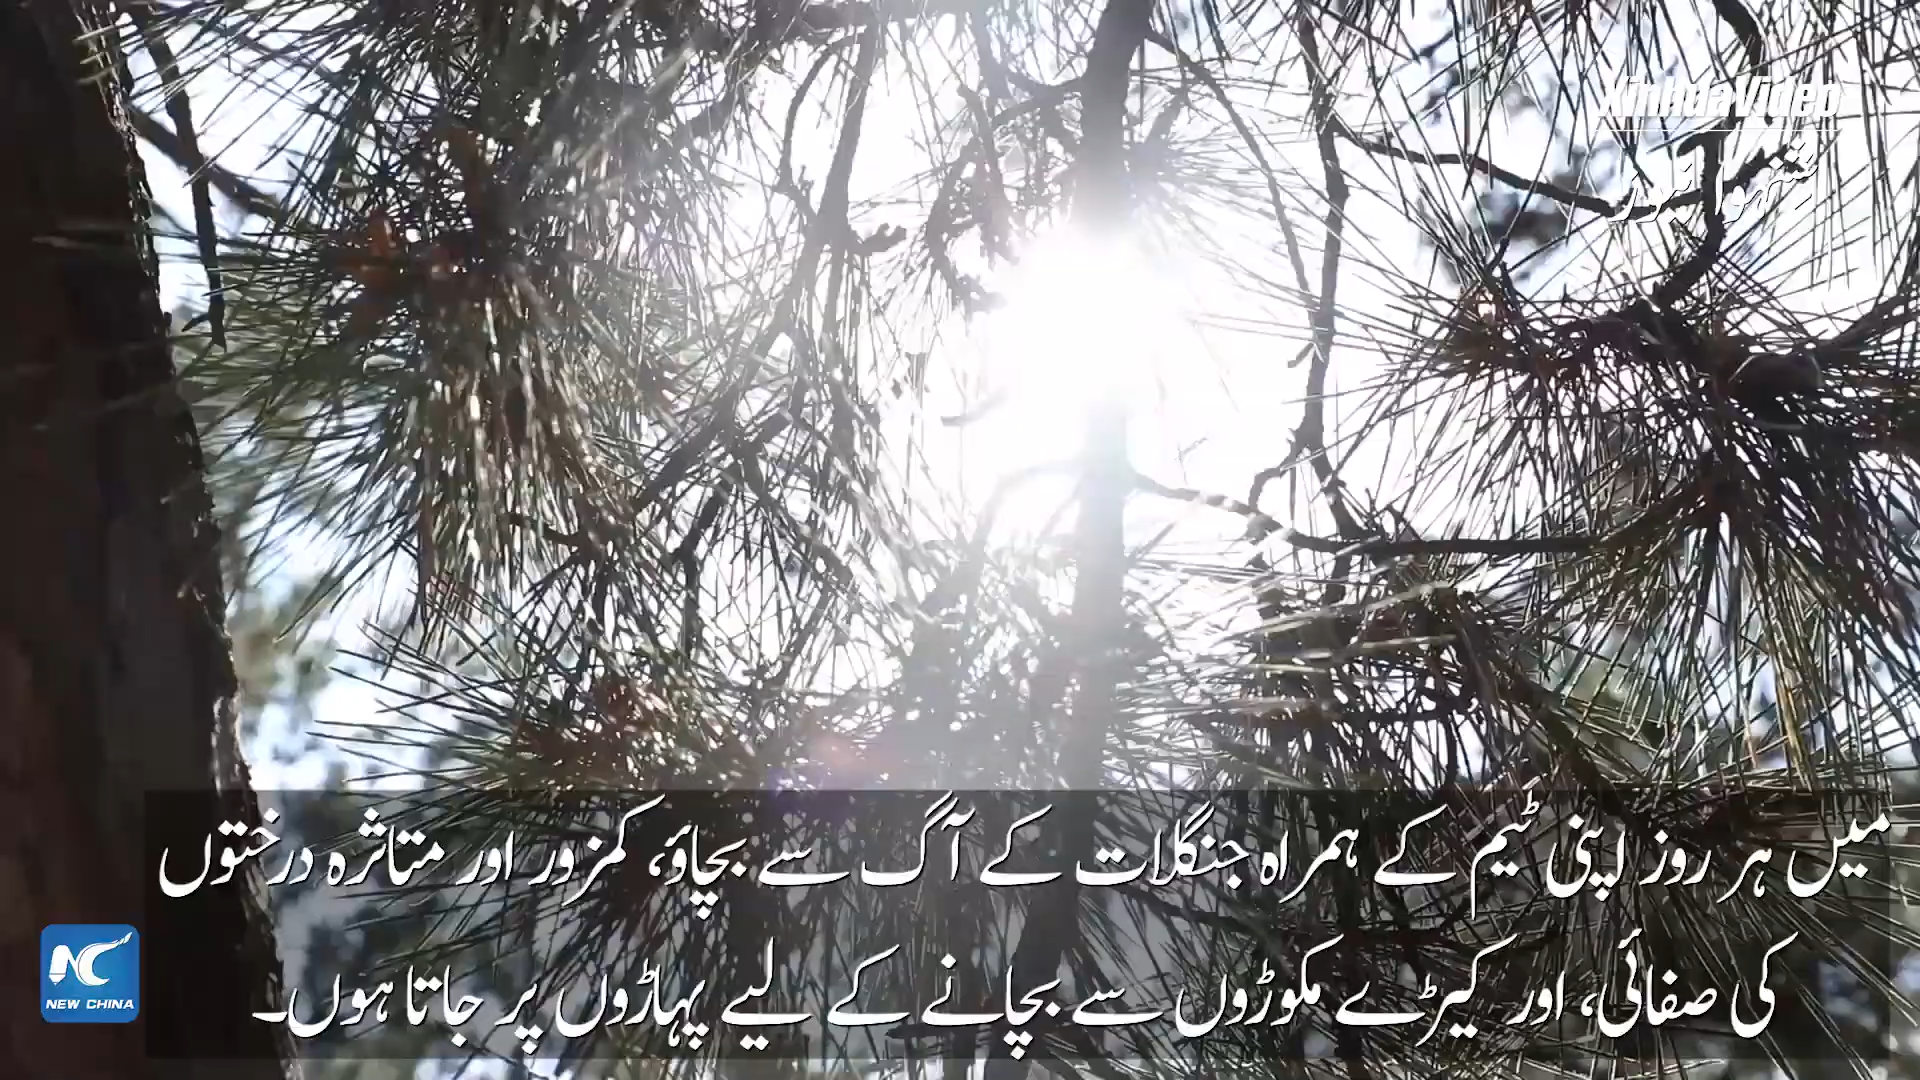 XinhuaVideo
شنہوا نیوز
میں ہر روز اپنی ٹیم کے ہمراہ جنگلات کے آگ سے بچاؤ، کمزور اور متاثرہ درختوں
کی صفائی، اور کیڑے مکوڑوں سے بچانے کے لیے پہاڑوں پر جاتا ہوں۔
NC
NEW CHINA